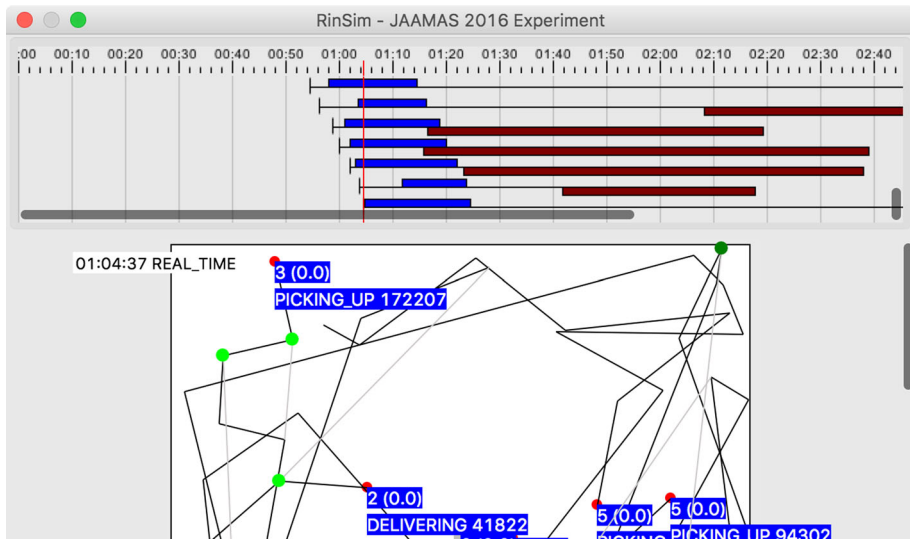 RinSim - JAAMAS 2016 Experiment
:00 00:10 00:20 00:30 00:40 00:50 01:00 01:10 01:20 01:30 01:40 01:50 02:00 02:10 02:20 02:30 02:40
01:04:37 REAL_TIME
3 (0.0)
PICKING_UP 172207
2 (0.0)
DELIVERING 41822
5 (0.0)
5 (0.0)
PICKING_UP 94302